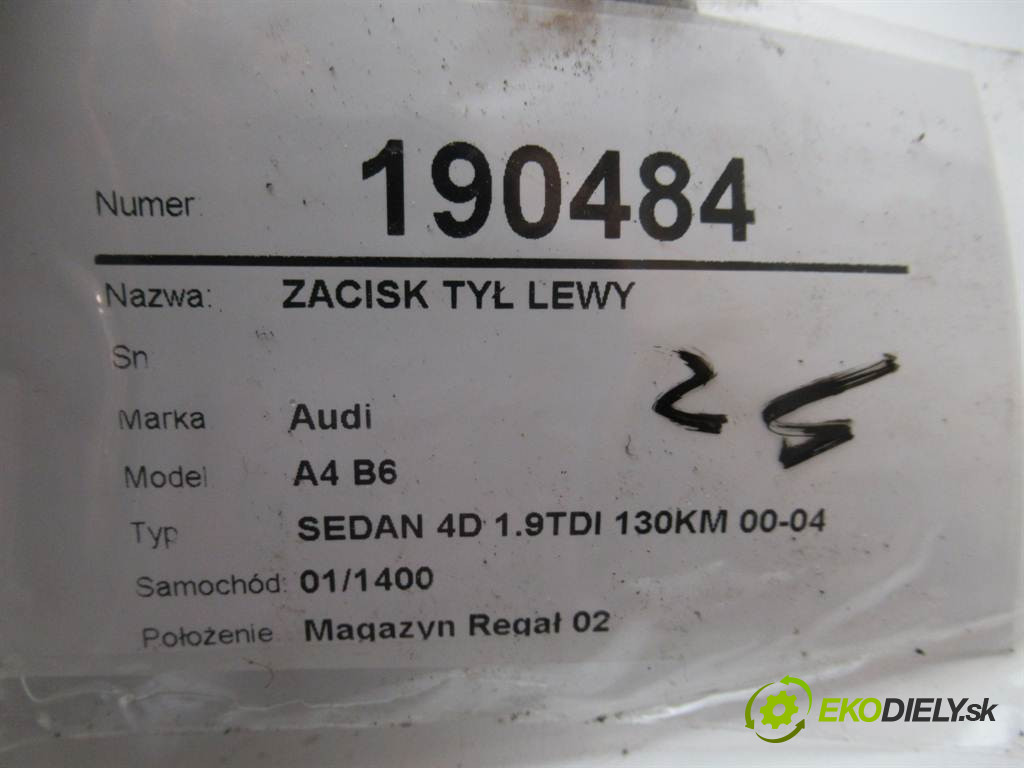 Numer: 190484
Nazwa: ZACISK TYŁ LEWY
Sn
25
Marka Audi
Model A4 B6
Typ SEDAN 4D 1.9TDI 130KM 00-04
Samochód: 01/1400
Położenie Magazyn Regał 02
EKODIELY.sk